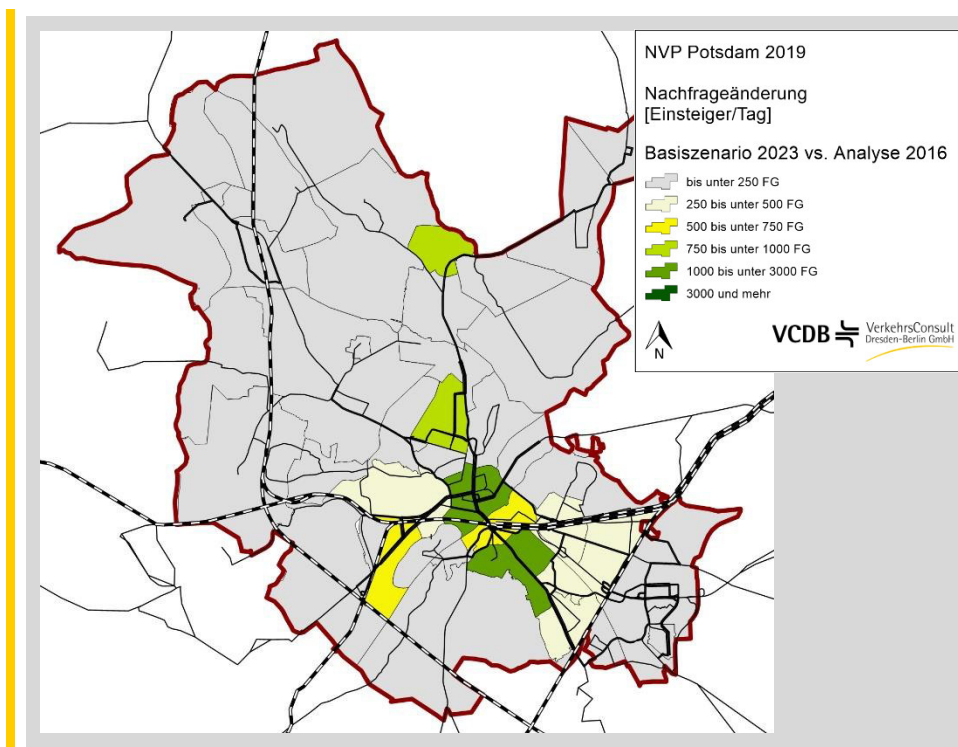 NVP Potsdam 2019
Nachfrageänderung
[Einsteiger/Tag]
Basiszenario 2023 vs. Analyse 2016
bis unter 250 FG
250 bis unter 500 FG
500 bis unter 750 FG
750 bis unter 1000 FG
1000 bis unter 3000 FG
3000 und mehr
N
VCDB VerkehrsConsult
Dresden-Berlin GmbH